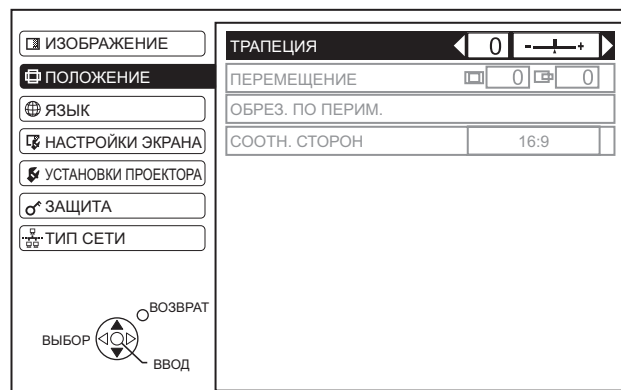 ИЗОБРАЖЕНИЕ
ПОЛОЖЕНИЕ
ЯЗЫК
НАСТРОЙКИ ЭКРАНА
УСТАНОВКИ ПРОЕКТОРА
ЗАЩИТА
ТИП СЕТИ
ВОЗВРАТ
ВЫБОР
ВВОД
ТРАПЕЦИЯ 0 - +
ПЕРЕМЕЩЕНИЕ 0 0
ОБРЕЗ. ПО ПЕРИМ.
СООТН. СТОРОН 16:9